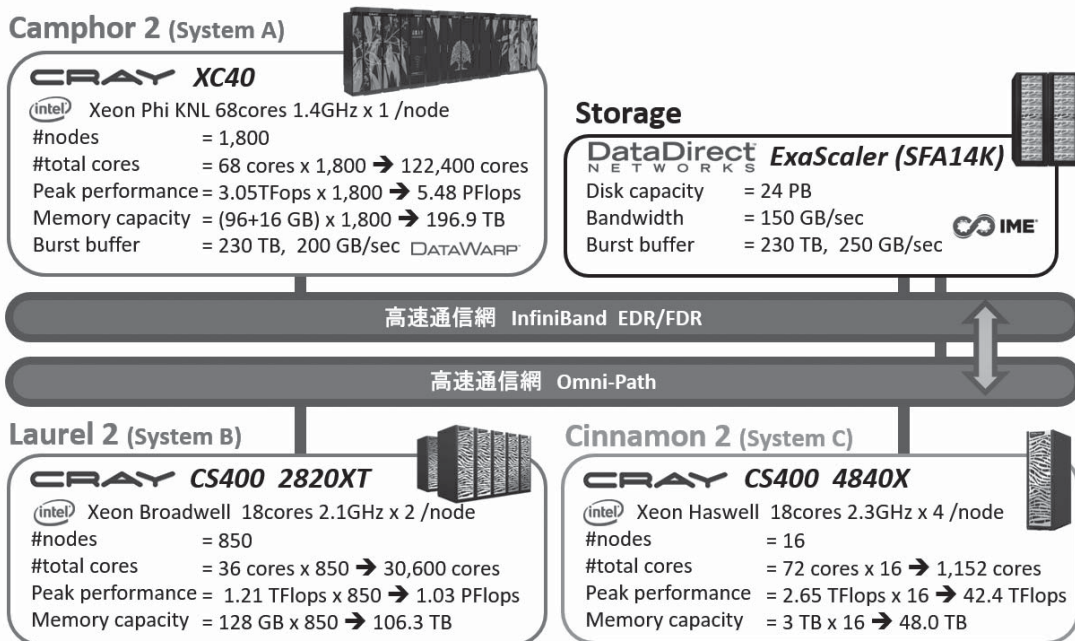 Camphor 2 (System A)
CRAY XC40
intel Xeon Phi KNL 68cores 1.4GHz x 1 /node
#nodes = 1,800
#total cores = 68 cores x 1,800 ➔ 122,400 cores
Peak performance = 3.05TFops x 1,800 ➔ 5.48 PFlops
Memory capacity = (96+16 GB) x 1,800 ➔ 196.9 TB
Burst buffer = 230 TB, 200 GB/sec DATAWARP
Storage
DataDirect NETWORKS ExaScaler (SFA14K)
Disk capacity = 24 PB
Bandwidth = 150 GB/sec
Burst buffer = 230 TB, 250 GB/sec
IME
高速通信網 InfiniBand EDR/FDR
高速通信網 Omni-Path
Laurel 2 (System B)
CRAY CS400 2820XT
intel Xeon Broadwell 18cores 2.1GHz x 2 /node
#nodes = 850
#total cores = 36 cores x 850 ➔ 30,600 cores
Peak performance = 1.21 TFlops x 850 ➔ 1.03 PFlops
Memory capacity = 128 GB x 850 ➔ 106.3 TB
Cinnamon 2 (System C)
CRAY CS400 4840X
intel Xeon Haswell 18cores 2.3GHz x 4 /node
#nodes = 16
#total cores = 72 cores x 16 ➔ 1,152 cores
Peak performance = 2.65 TFlops x 16 ➔ 42.4 TFlops
Memory capacity = 3 TB x 16 ➔ 48.0 TB